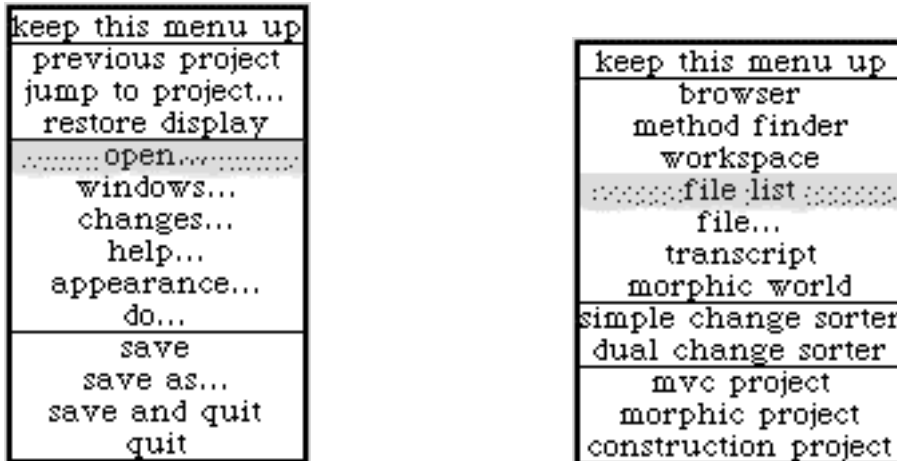 keep this menu up
previous project
jump to project...
restore display
open...
windows...
changes...
help...
appearance...
do...
save
save as...
save and quit
quit
keep this menu up
browser
method finder
workspace
file list
file...
transcript
morphic world
simple change sorter
dual change sorter
mvc project
morphic project
construction project